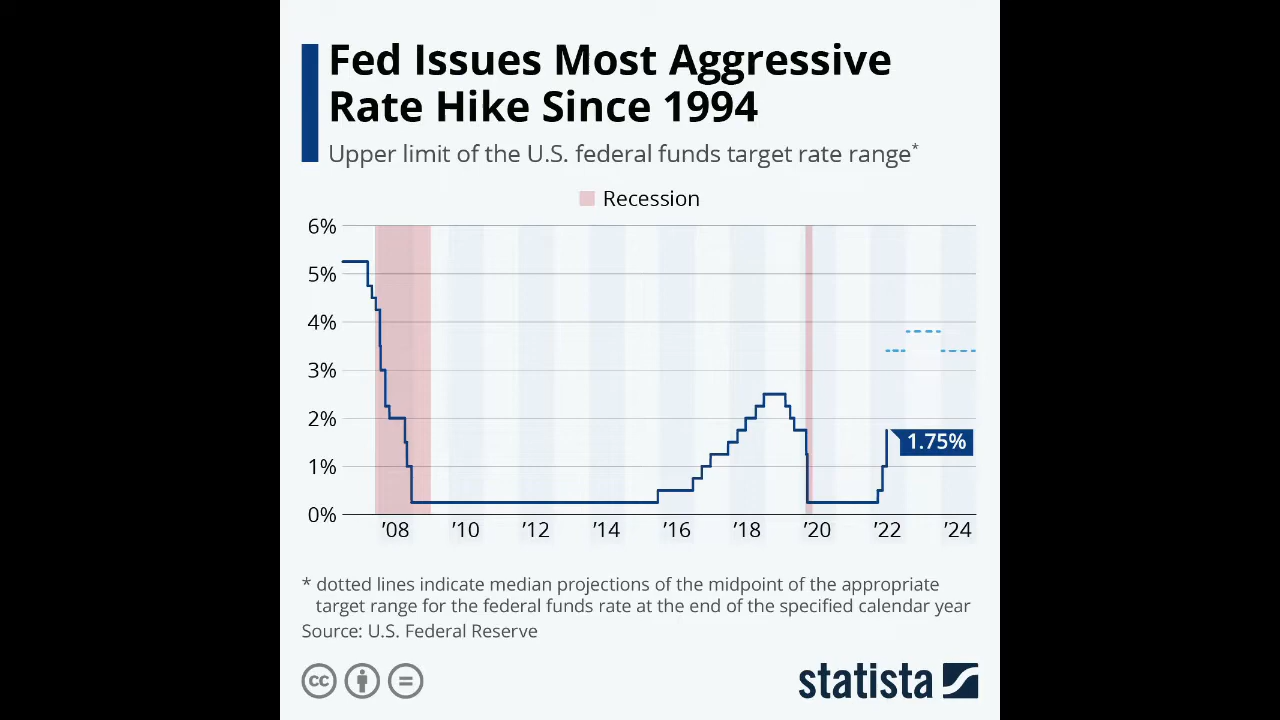 Fed Issues Most Aggressive
Rate Hike Since 1994
Upper limit of the U.S. federal funds target rate range*
Recession
6%
5%
4%
3%
2%
1%
0%
1.75%
’08 ’10 ’12 ’14 ’16 ’18 ’20 ’22 ’24
* dotted lines indicate median projections of the midpoint of the appropriate
target range for the federal funds rate at the end of the specified calendar year
Source: U.S. Federal Reserve
cc
statista